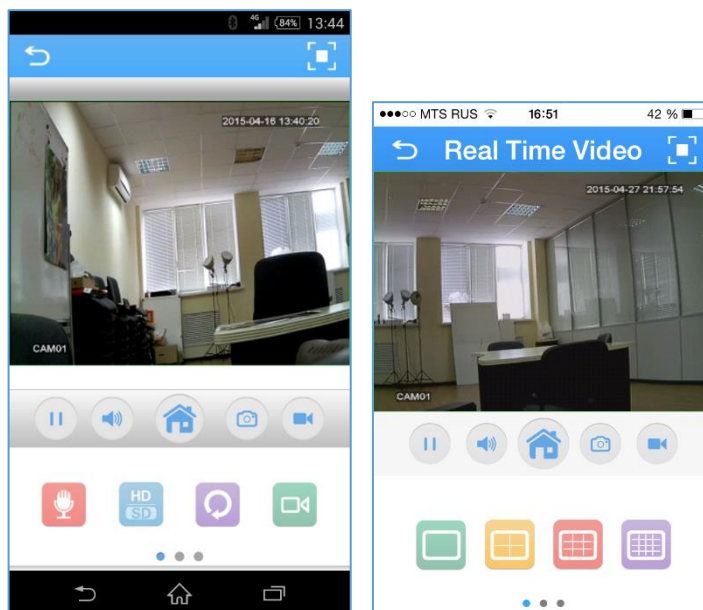 4G 84% 13:44
2015-04-16 13:40:20
CAM01
HD
SD
MTS RUS 16:51 42 %
Real Time Video
2015-04-27 21:57:54
CAM01